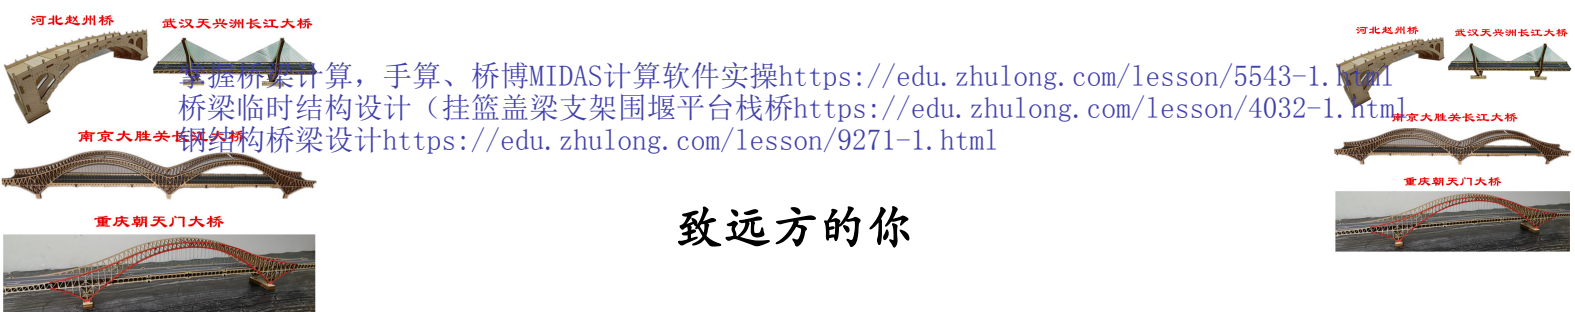 河北赵州桥
武汉天兴洲长江大桥
河北赵州桥
武汉天兴洲长江大桥
掌握桥梁计算，手算、桥博MIDAS计算软件实操https://edu.zhulong.com/lesson/5543-1.html
桥梁临时结构设计（挂篮盖梁支架围堰平台栈桥https://edu.zhulong.com/lesson/4032-1.html
钢结构桥梁设计https://edu.zhulong.com/lesson/9271-1.html
南京大胜关长江大桥
南京大胜关长江大桥
重庆朝天门大桥
重庆朝天门大桥
致远方的你